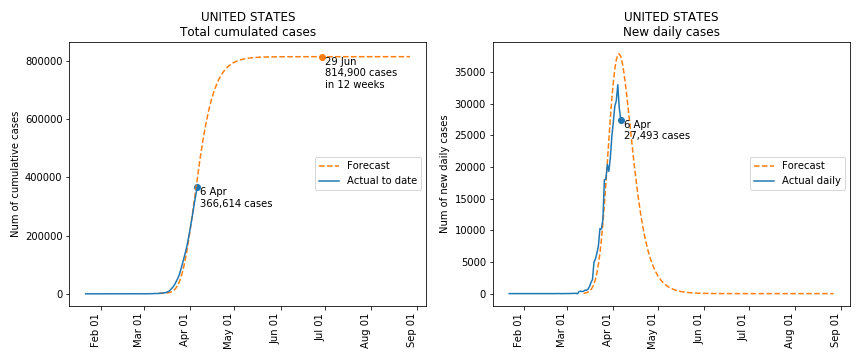 UNITED STATES
Total cumulated cases
Num of cumulative cases
800000
600000
400000
200000
0
29 Jun
814,900 cases
in 12 weeks
6 Apr
366,614 cases
Forecast
Actual to date
Feb 01
Mar 01
Apr 01
May 01
Jun 01
Jul 01
Aug 01
Sep 01
UNITED STATES
New daily cases
Num of new daily cases
35000
30000
25000
20000
15000
10000
5000
0
6 Apr
27,493 cases
Forecast
Actual daily
Feb 01
Mar 01
Apr 01
May 01
Jun 01
Jul 01
Aug 01
Sep 01